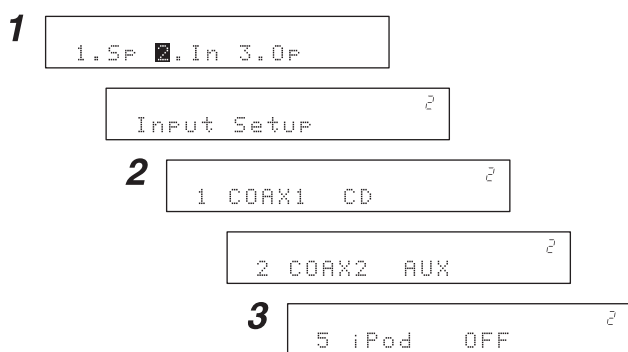 1
1.Sp 2.In 3.Op
2
Input Setup
2
2
1 COAX1 CD
2
2 COAX2 AUX
3
2
5 iPod OFF